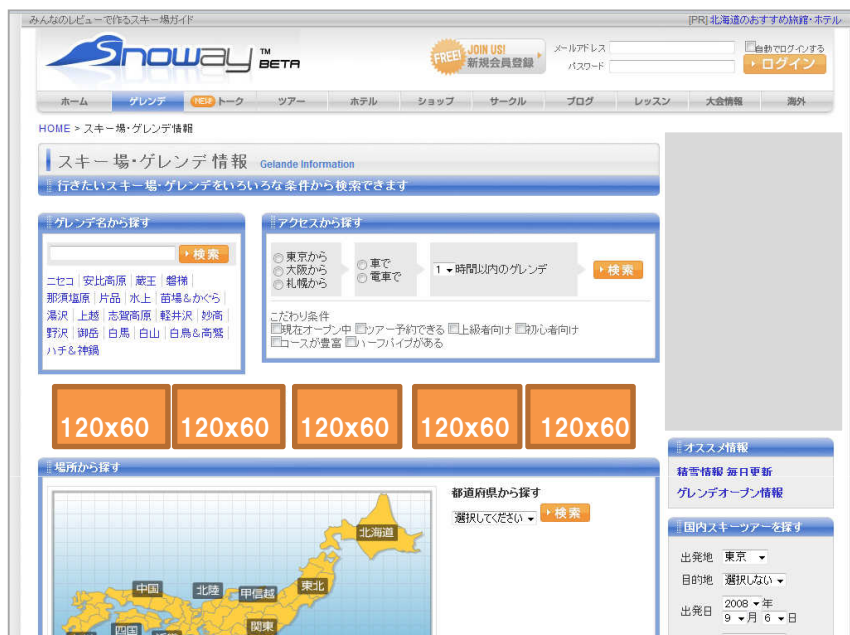 みんなのレビューで作るスキー場ガイド
[PR]北海道のおすすめ旅館・ホテル
Snoway™ BETA
FREE! JOIN US! 新規会員登録
メールアドレス
自動でログインする
パスワード
ログイン
ホーム ゲレンデ NEW トーク ツアー ホテル ショップ サークル ブログ レッスン 大会情報 海外
HOME > スキー場・ゲレンデ情報
スキー場・ゲレンデ情報 Gelande Information
行きたいスキー場・ゲレンデをいろいろな条件から検索できます
ゲレンデ名から探す
検索
ニセコ | 安比高原 | 蔵王 | 磐梯 |
那須塩原 | 片品 | 水上 | 苗場&かぐら |
湯沢 | 上越 | 志賀高原 | 軽井沢 | 妙高 |
野沢 | 御岳 | 白馬 | 白山 | 白鳥&高鷲 |
ハチ&神鍋
アクセスから探す
東京から
大阪から
札幌から
車で
電車で
1 時間以内のゲレンデ
検索
こだわり条件
現在オープン中 ツアー予約できる 上級者向け 初心者向け
コースが豊富 ハーフパイプがある
120x60 120x60 120x60 120x60 120x60
場所から探す
北海道
東北
甲信越
北陸
中国
関東
四国
都道府県から探す
選択してください 検索
オススメ情報
積雪情報 毎日更新
ゲレンデオープン情報
国内スキーツアーを探す
出発地 東京
目的地 選択しない
出発日 2008 年
9 月 6 日